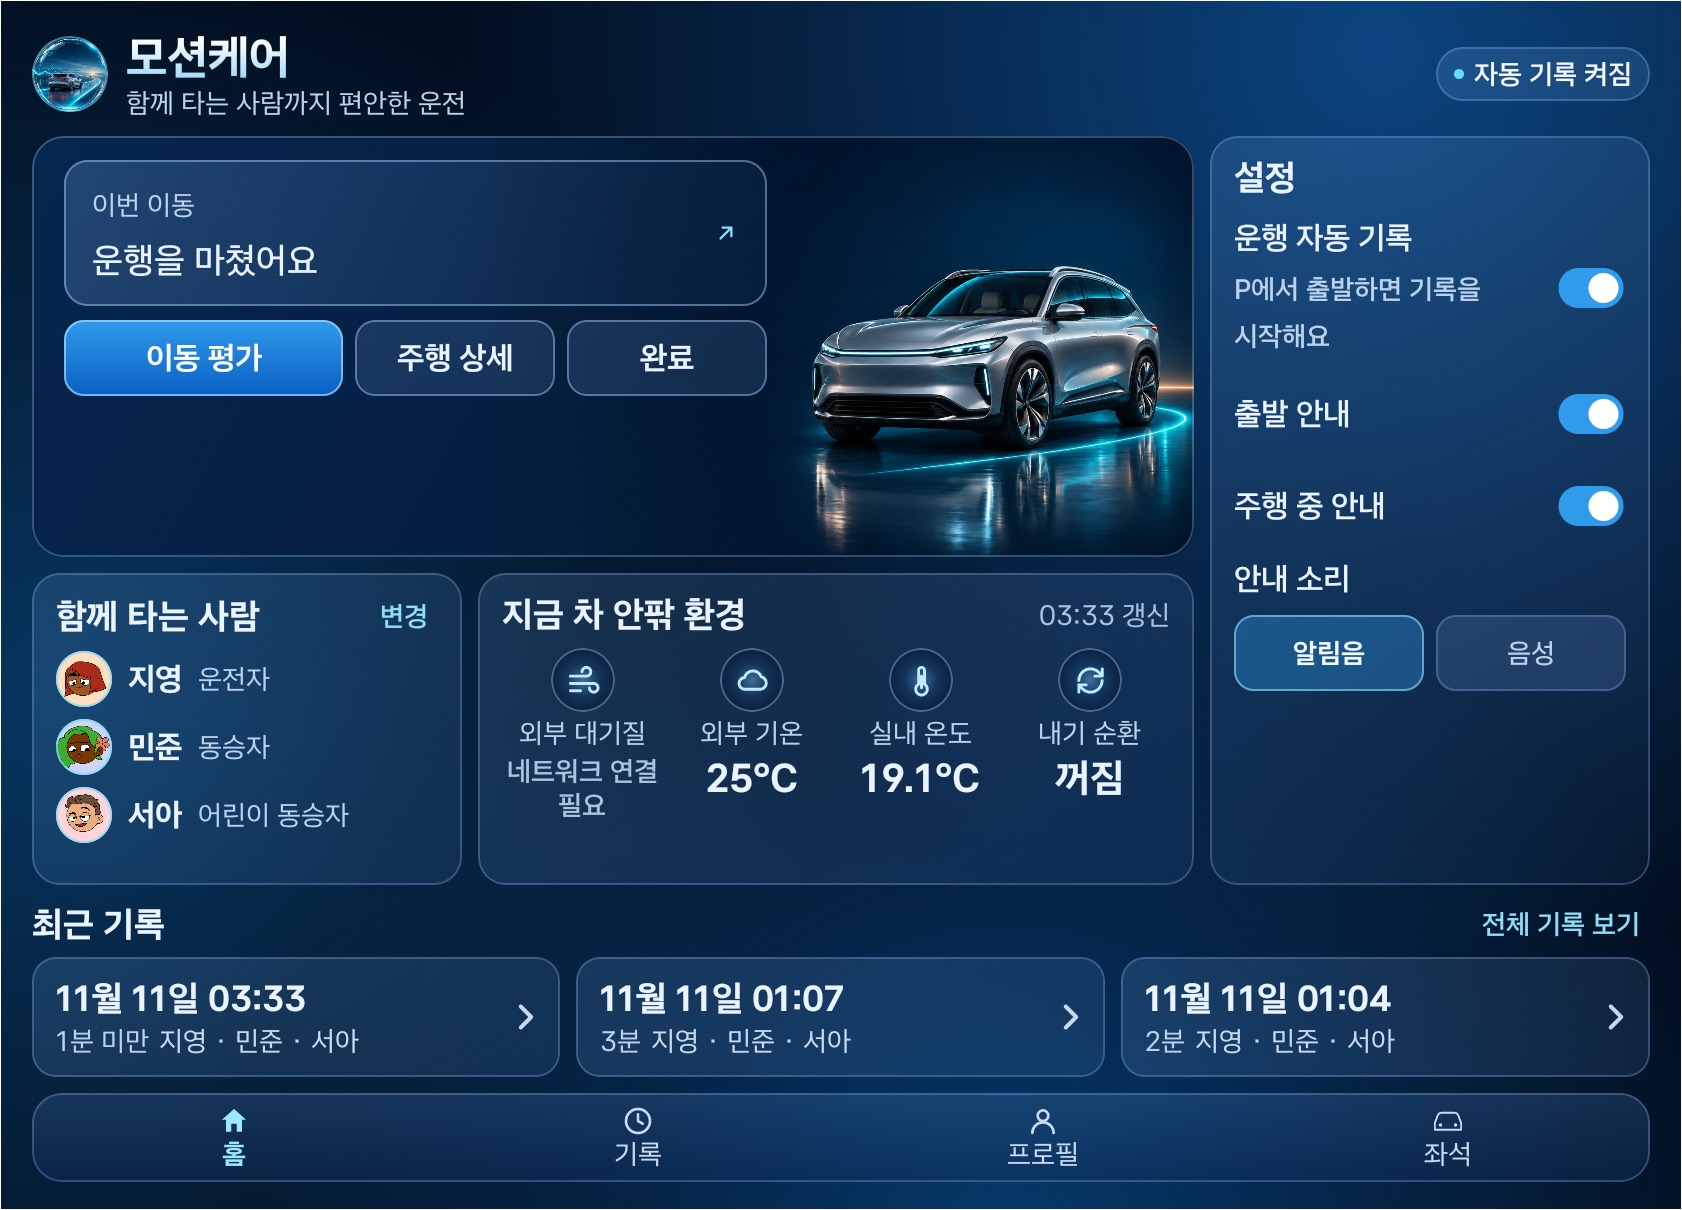 모션케어
함께 타는 사람까지 편안한 운전
자동 기록 켜짐
이번 이동
운행을 마쳤어요
이동 평가
주행 상세
완료
설정
운행 자동 기록
P에서 출발하면 기록을
시작해요
출발 안내
주행 중 안내
안내 소리
알림음
음성
함께 타는 사람
변경
지영 운전자
민준 동승자
서아 어린이 동승자
지금 차 안팎 환경
03:33 갱신
외부 대기질
네트워크 연결
필요
외부 기온
25°C
실내 온도
19.1°C
내기 순환
꺼짐
최근 기록
전체 기록 보기
11월 11일 03:33
1분 미만 지영 · 민준 · 서아
11월 11일 01:07
3분 지영 · 민준 · 서아
11월 11일 01:04
2분 지영 · 민준 · 서아
홈
기록
프로필
좌석